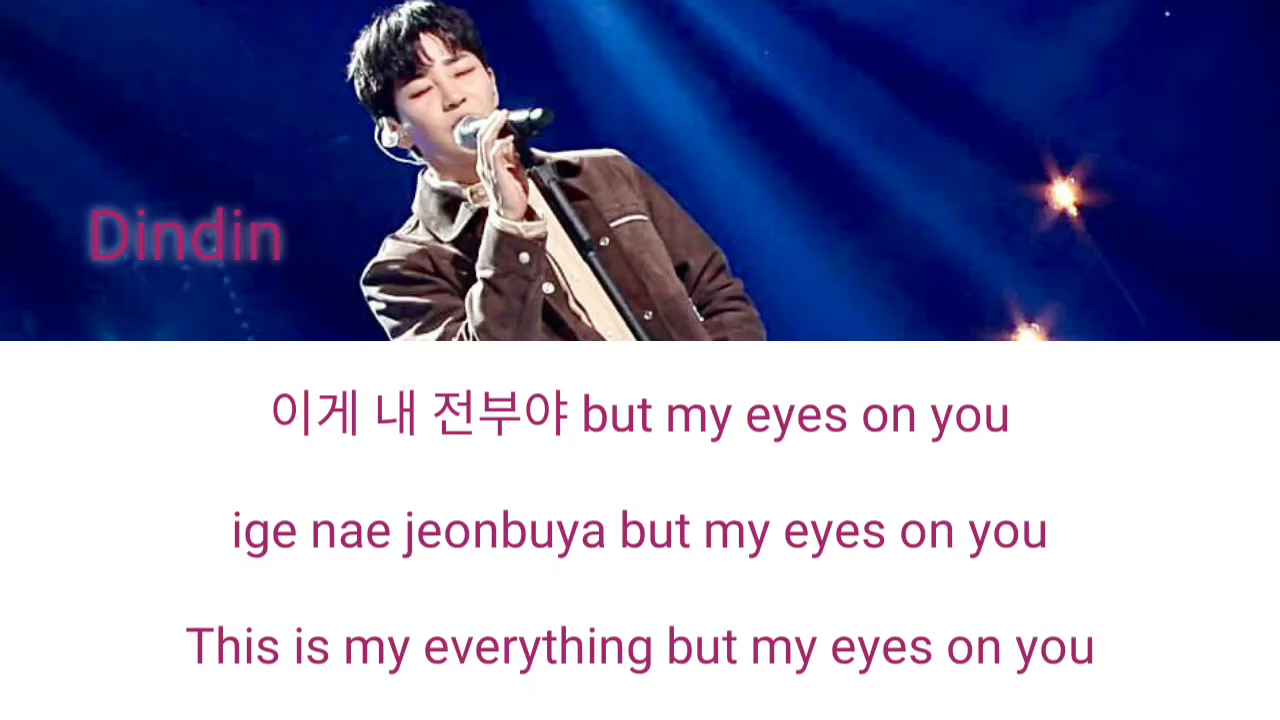 Dindin
이게 내 전부야 but my eyes on you
ige nae jeonbuya but my eyes on you
This is my everything but my eyes on you